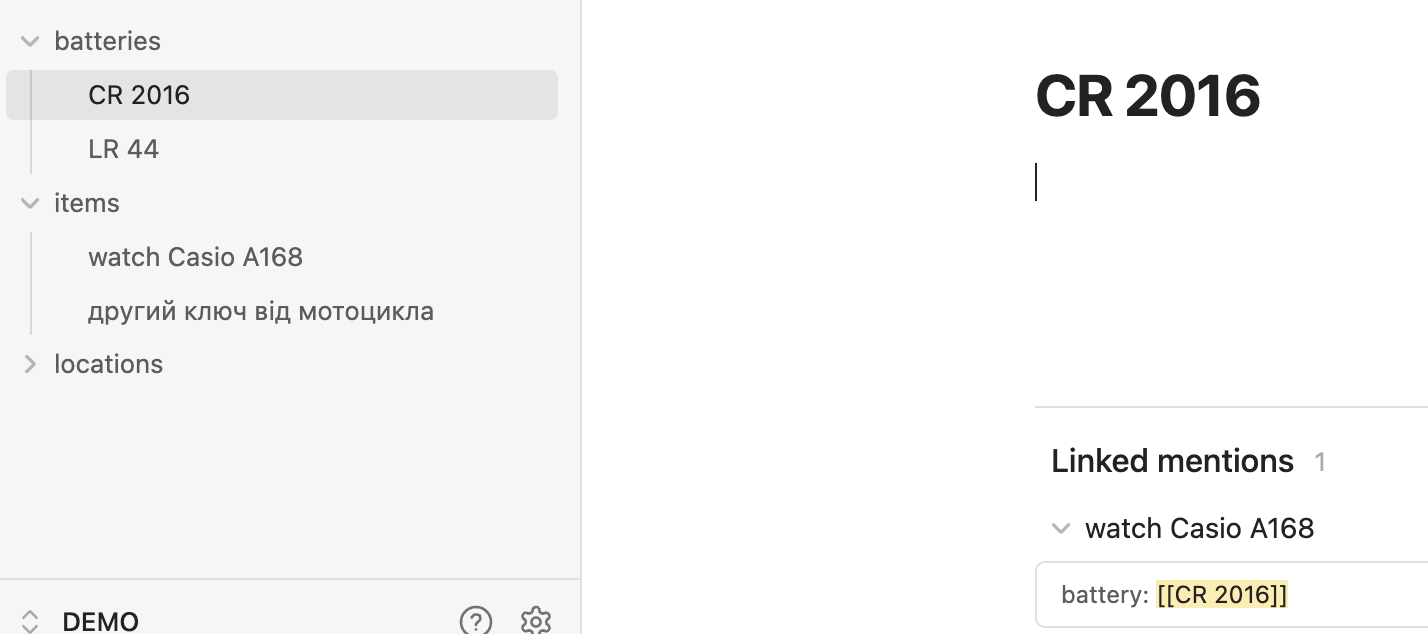 batteries
CR 2016
LR 44
items
watch Casio A168
другий ключ від мотоцикла
locations
DEMO
CR 2016
Linked mentions 1
watch Casio A168
battery: [[CR 2016]]